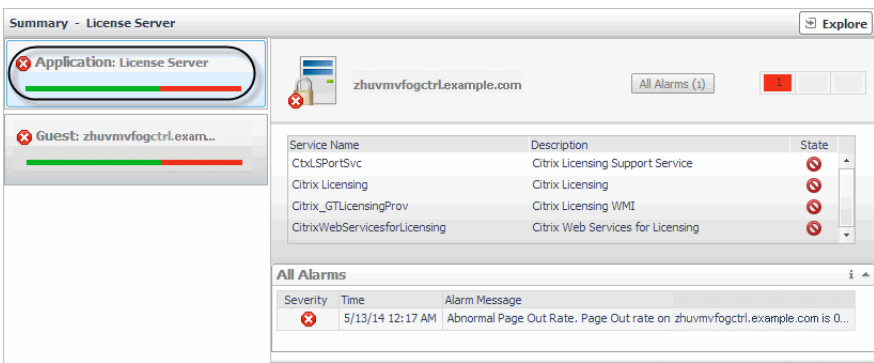 Summary - License Server
Explore
Application: License Server
Guest: zhuvmvfogctrl.exam...
zhuvmvfogctrl.example.com
All Alarms (1)
1
Service Name Description State
CtxLSPortSvc Citrix Licensing Support Service
Citrix Licensing Citrix Licensing
Citrix_GTLicensingProv Citrix Licensing WMI
CitrixWebServicesforLicensing Citrix Web Services for Licensing
All Alarms
i
Severity Time Alarm Message
5/13/14 12:17 AM Abnormal Page Out Rate. Page Out rate on zhuvmvfogctrl.example.com is 0...